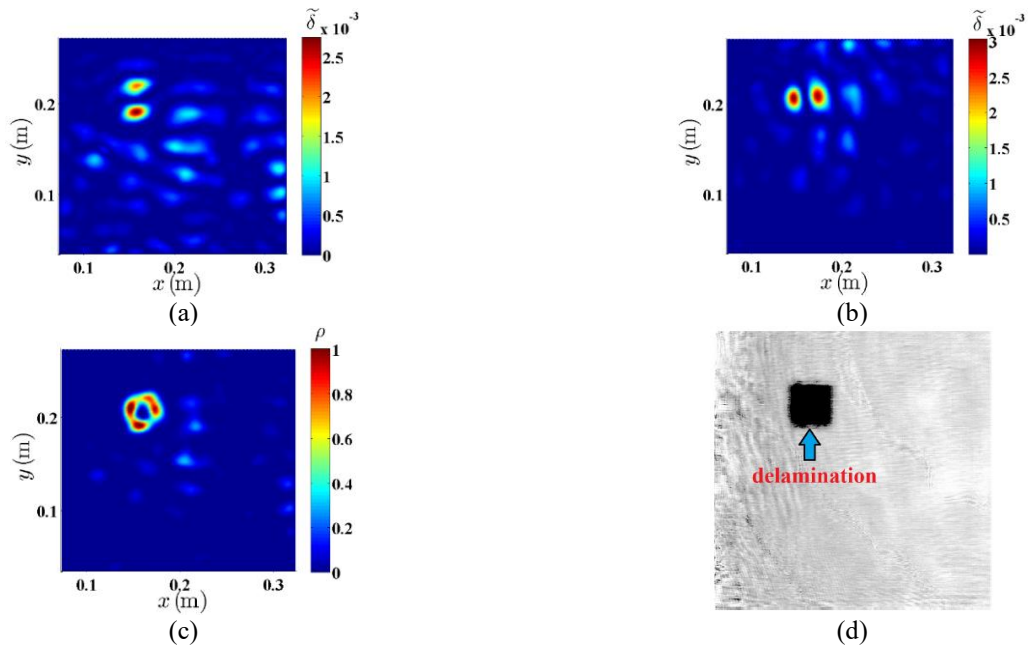 δ̃ x 10⁻³
2.5
2
1.5
1
0.5
0
0.2
0.1
y (m)
0.1 0.2 0.3
x (m)
(a)
δ̃ x 10⁻³
3
2.5
2
1.5
1
0.5
0.2
0.1
y (m)
0.1 0.2 0.3
x (m)
(b)
ρ
1
0.8
0.6
0.4
0.2
0
0.2
0.1
y (m)
0.1 0.2 0.3
x (m)
(c)
delamination
(d)